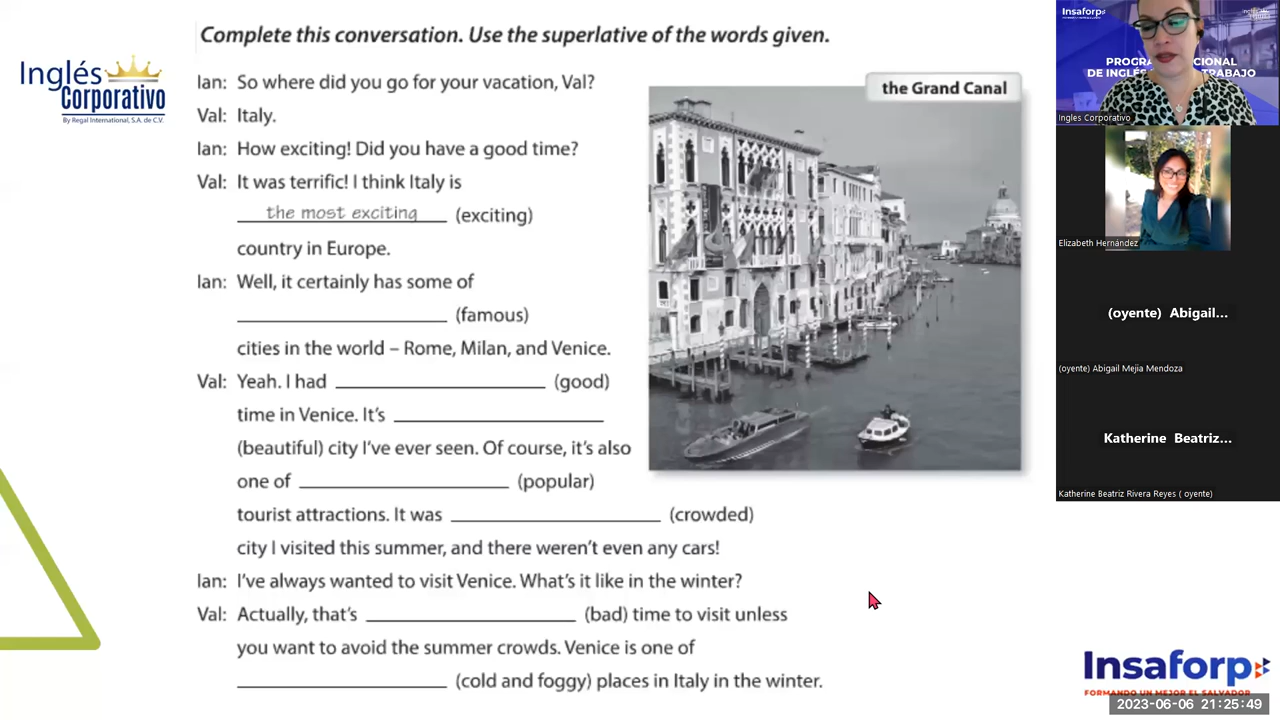 Complete this conversation. Use the superlative of the words given.
Inglés
Corporativo
By Regal International, S.A. de C.V.
Ian: So where did you go for your vacation, Val?
Val: Italy.
Ian: How exciting! Did you have a good time?
Val: It was terrific! I think Italy is
the most exciting (exciting)
country in Europe.
Ian: Well, it certainly has some of
(famous)
cities in the world – Rome, Milan, and Venice.
Val: Yeah. I had (good)
time in Venice. It's
(beautiful) city I've ever seen. Of course, it's also
one of (popular)
tourist attractions. It was (crowded)
city I visited this summer, and there weren't even any cars!
Ian: I've always wanted to visit Venice. What's it like in the winter?
Val: Actually, that's (bad) time to visit unless
you want to avoid the summer crowds. Venice is one of
(cold and foggy) places in Italy in the winter.
the Grand Canal
Insaforp
Ingles Corporativo
Elizabeth Hernández
(oyente) Abigail...
(oyente) Abigail Mejia Mendoza
Katherine Beatriz...
Katherine Beatriz Rivera Reyes ( oyente)
Insaforp
FORMANDO UN MEJOR EL SALVADOR
2023-06-06 21:25:49